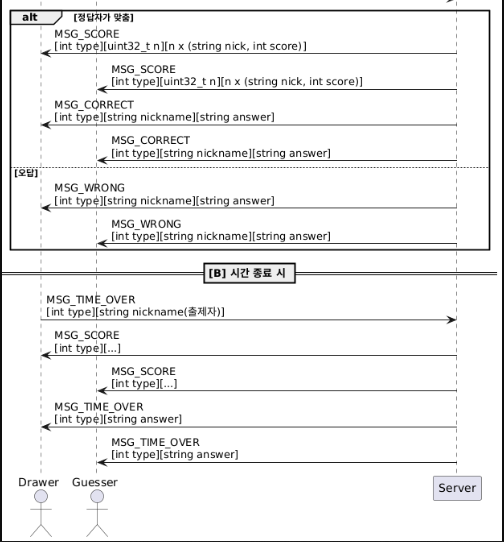 alt [정답자가 맞춤]
MSG_SCORE
[int type][uint32_t n][n x (string nick, int score)]
MSG_SCORE
[int type][uint32_t n][n x (string nick, int score)]
MSG_CORRECT
[int type][string nickname][string answer]
MSG_CORRECT
[int type][string nickname][string answer]
[오답]
MSG_WRONG
[int type][string nickname][string answer]
MSG_WRONG
[int type][string nickname][string answer]
[B] 시간 종료 시
MSG_TIME_OVER
[int type][string nickname(출제자)]
MSG_SCORE
[int type][...]
MSG_SCORE
[int type][...]
MSG_TIME_OVER
[int type][string answer]
MSG_TIME_OVER
[int type][string answer]
Drawer Guesser Server